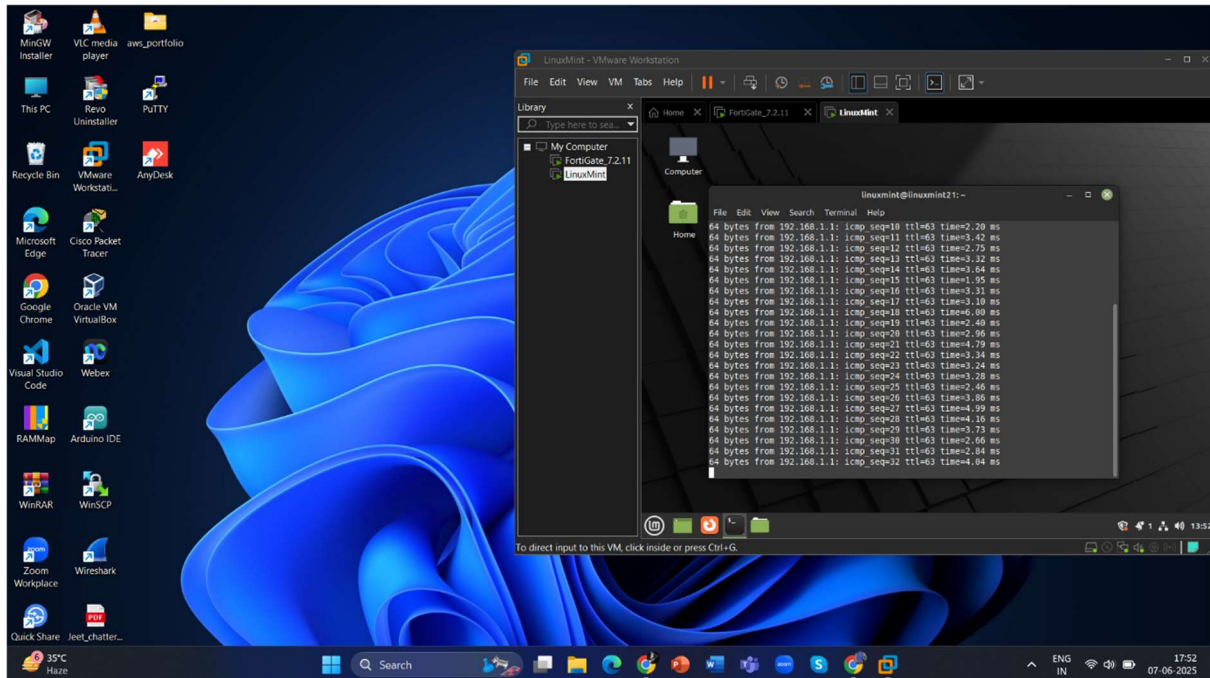 MinGW
Installer
VLC media
player
aws_portfolio
This PC
Revo
Uninstaller
PuTTY
Recycle Bin
VMware
Workstati...
AnyDesk
Microsoft
Edge
Cisco Packet
Tracer
Google
Chrome
Oracle VM
VirtualBox
Visual Studio
Code
Webex
RAMMap
Arduino IDE
WinRAR
WinSCP
Zoom
Workplace
Wireshark
Quick Share
Jeet_chatter...
LinuxMint - VMware Workstation
File Edit View VM Tabs Help
Library
Type here to sea...
My Computer
FortiGate_7.2.11
LinuxMint
Home
FortiGate_7.2.11
LinuxMint
Computer
Home
linuxmint@linuxmint21: ~
File Edit View Search Terminal Help
64 bytes from 192.168.1.1: icmp_seq=10 ttl=63 time=2.20 ms
64 bytes from 192.168.1.1: icmp_seq=11 ttl=63 time=3.42 ms
64 bytes from 192.168.1.1: icmp_seq=12 ttl=63 time=2.75 ms
64 bytes from 192.168.1.1: icmp_seq=13 ttl=63 time=3.32 ms
64 bytes from 192.168.1.1: icmp_seq=14 ttl=63 time=3.64 ms
64 bytes from 192.168.1.1: icmp_seq=15 ttl=63 time=1.95 ms
64 bytes from 192.168.1.1: icmp_seq=16 ttl=63 time=3.31 ms
64 bytes from 192.168.1.1: icmp_seq=17 ttl=63 time=3.10 ms
64 bytes from 192.168.1.1: icmp_seq=18 ttl=63 time=6.00 ms
64 bytes from 192.168.1.1: icmp_seq=19 ttl=63 time=2.40 ms
64 bytes from 192.168.1.1: icmp_seq=20 ttl=63 time=2.96 ms
64 bytes from 192.168.1.1: icmp_seq=21 ttl=63 time=4.79 ms
64 bytes from 192.168.1.1: icmp_seq=22 ttl=63 time=3.34 ms
64 bytes from 192.168.1.1: icmp_seq=23 ttl=63 time=3.24 ms
64 bytes from 192.168.1.1: icmp_seq=24 ttl=63 time=3.28 ms
64 bytes from 192.168.1.1: icmp_seq=25 ttl=63 time=2.46 ms
64 bytes from 192.168.1.1: icmp_seq=26 ttl=63 time=3.86 ms
64 bytes from 192.168.1.1: icmp_seq=27 ttl=63 time=4.99 ms
64 bytes from 192.168.1.1: icmp_seq=28 ttl=63 time=4.16 ms
64 bytes from 192.168.1.1: icmp_seq=29 ttl=63 time=3.73 ms
64 bytes from 192.168.1.1: icmp_seq=30 ttl=63 time=2.66 ms
64 bytes from 192.168.1.1: icmp_seq=31 ttl=63 time=2.84 ms
64 bytes from 192.168.1.1: icmp_seq=32 ttl=63 time=4.04 ms
1
13:52
To direct input to this VM, click inside or press Ctrl+G.
6
35°C
Haze
Search
ENG
IN
17:52
07-06-2025